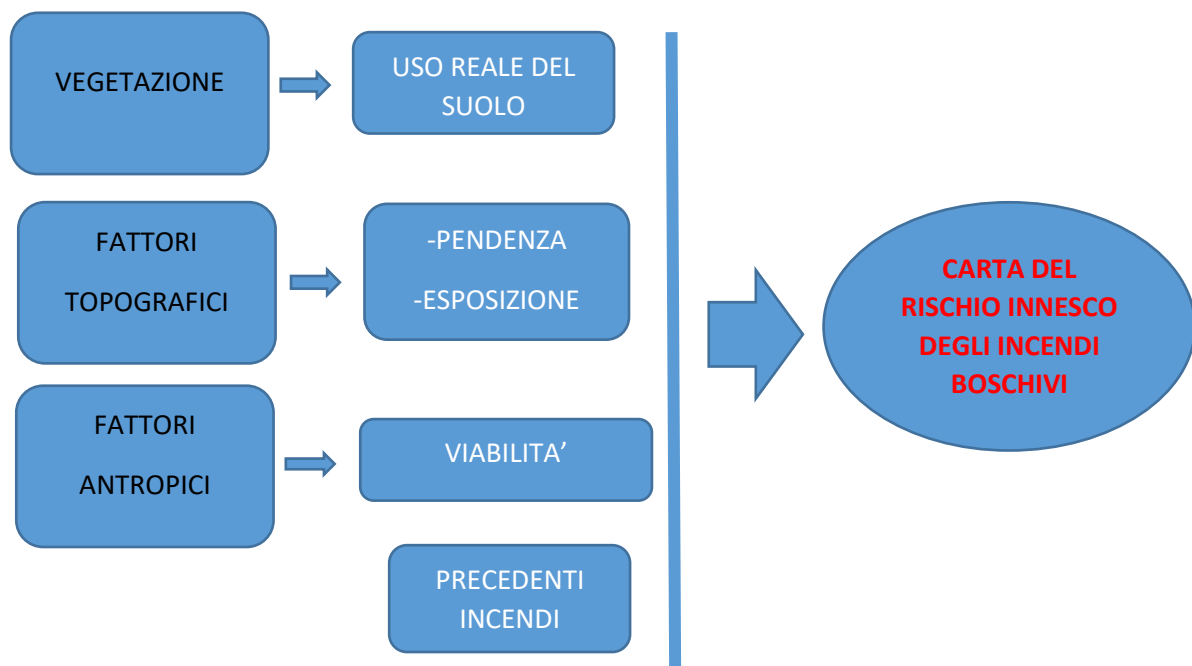 VEGETAZIONE
USO REALE DEL
SUOLO
FATTORI
TOPOGRAFICI
-PENDENZA
-ESPOSIZIONE
FATTORI
ANTROPICI
VIABILITA’
PRECEDENTI
INCENDI
CARTA DEL
RISCHIO INNESCO
DEGLI INCENDI
BOSCHIVI